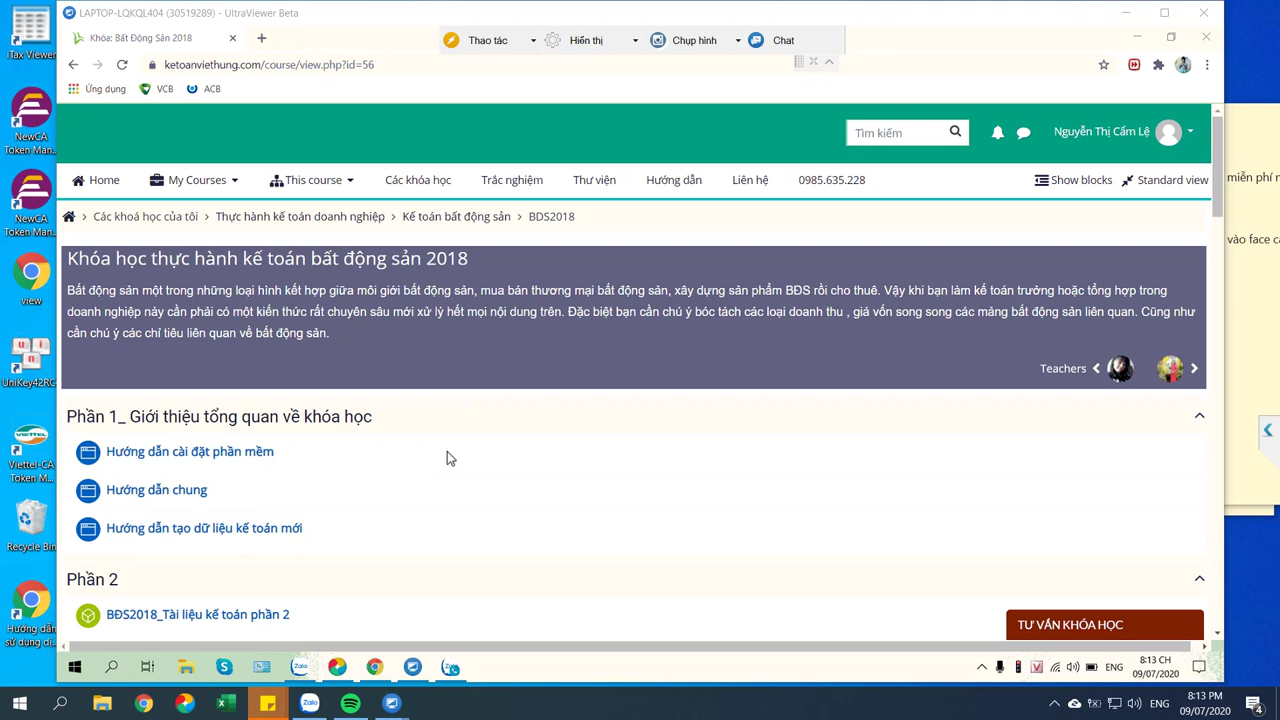 LAPTOP-LQKQL404 (30519289) - UltraViewer Beta
Khóa: Bất Động Sản 2018
Thao tác
Hiển thị
Chụp hình
Chat
ketoanviethung.com/course/view.php?id=56
Ứng dụng
VCB
ACB
Tìm kiếm
Nguyễn Thị Cẩm Lệ
Home
My Courses
This course
Các khóa học
Trắc nghiệm
Thư viện
Hướng dẫn
Liên hệ
0985.635.228
Show blocks
Standard view
Các khoá học của tôi
Thực hành kế toán doanh nghiệp
Kế toán bất động sản
BDS2018
Khóa học thực hành kế toán bất động sản 2018
Bất động sản một trong những loại hình kết hợp giữa môi giới bất động sản, mua bán thương mại bất động sản, xây dựng sản phẩm BĐS rồi cho thuê. Vậy khi bạn làm kế toán trưởng hoặc tổng hợp trong
doanh nghiệp này cần phải có một kiến thức rất chuyên sâu mới xử lý hết mọi nội dung trên. Đặc biệt bạn cần chú ý bóc tách các loại doanh thu , giá vốn song song các mảng bất động sản liên quan. Cũng như
cần chú ý các chỉ tiêu liên quan về bất động sản.
Teachers
Phần 1_ Giới thiệu tổng quan về khóa học
Hướng dẫn cài đặt phần mềm
Hướng dẫn chung
Hướng dẫn tạo dữ liệu kế toán mới
Phần 2
BĐS2018_Tài liệu kế toán phần 2
TƯ VẤN KHÓA HỌC
ENG
8:13 CH
09/07/2020
iTax Viewer
NewCA
Token Man...
NewCA
Token Man...
view
UniKey42RC
Viettel-CA
Token M...
Recycle Bin
Hướng dẫn
sử dụng di...
miễn phí
vào face
ENG
8:13 PM
09/07/2020
4